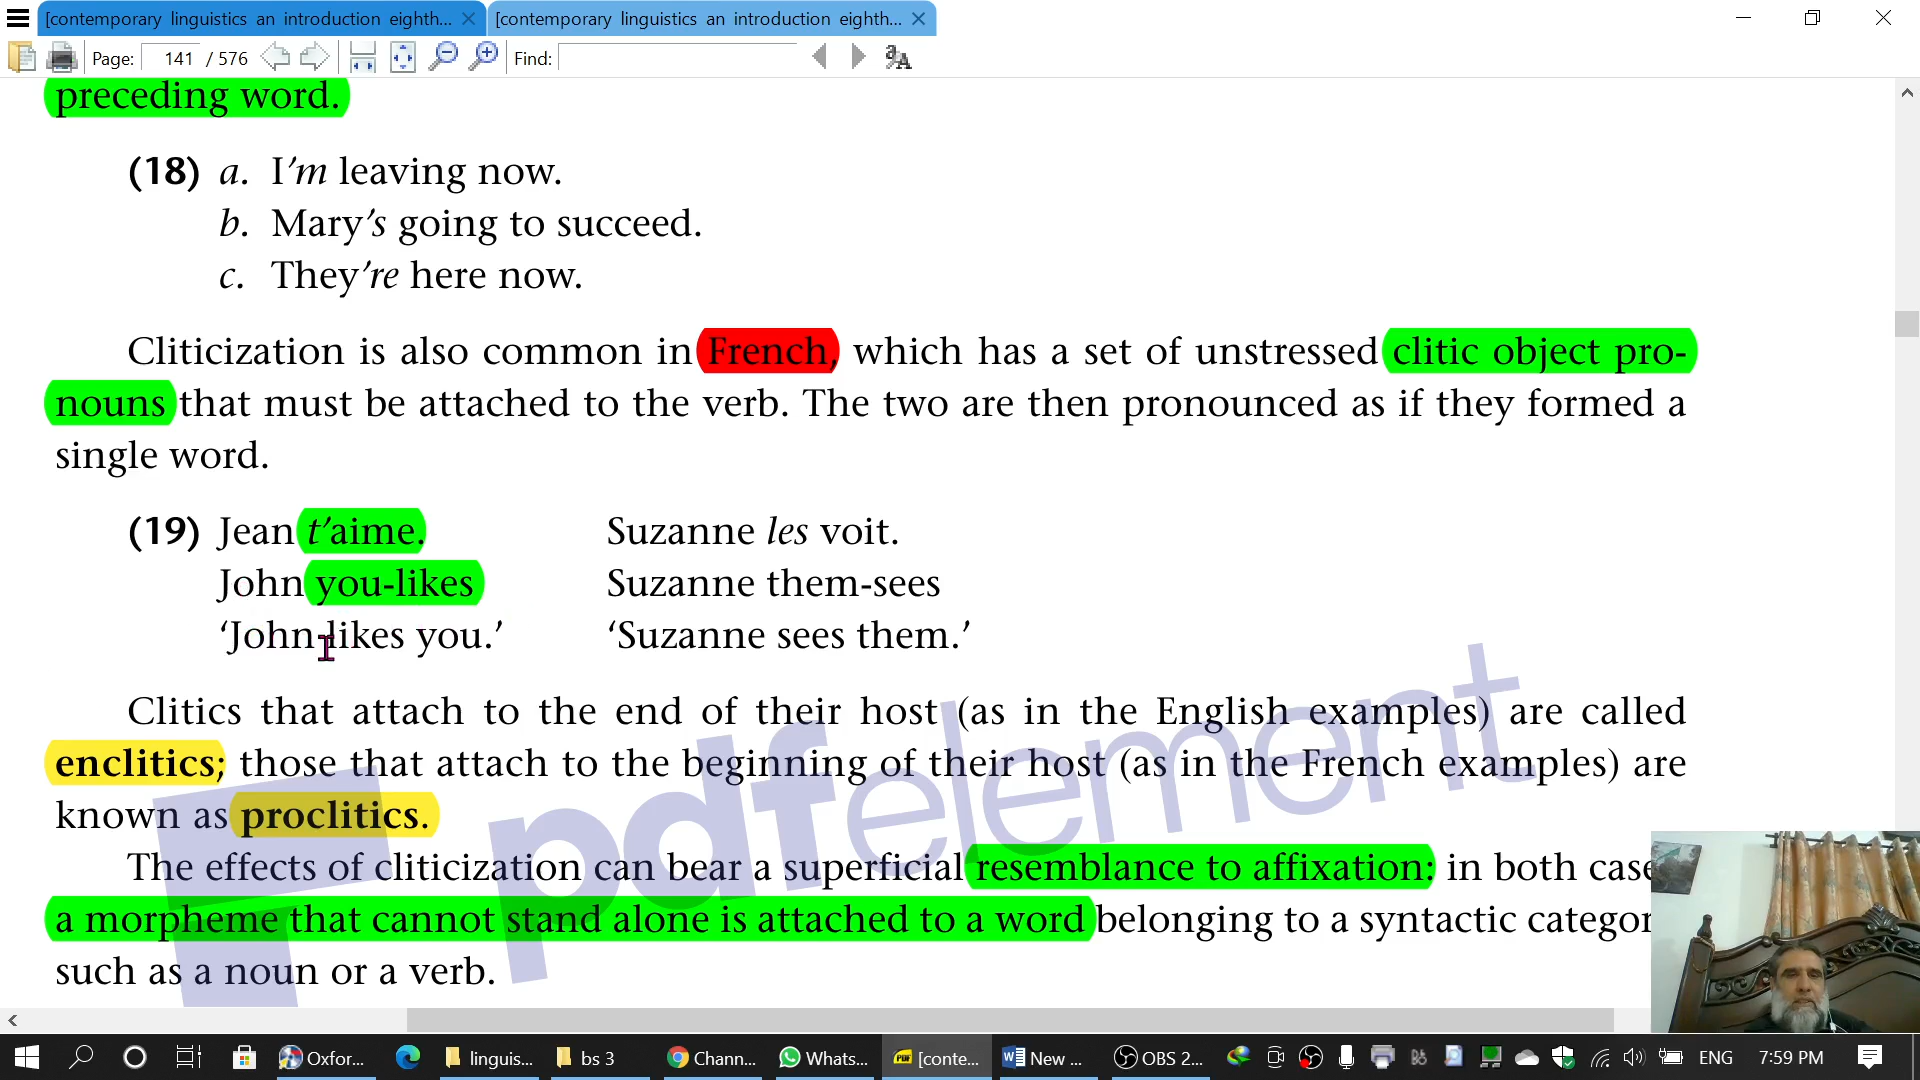 [contemporary linguistics an introduction eighth... [contemporary linguistics an introduction eighth...
Page: 141 / 576 Find:
preceding word.
(18) a. I’m leaving now.
b. Mary’s going to succeed.
c. They’re here now.
Cliticization is also common in French, which has a set of unstressed clitic object pro-
nouns that must be attached to the verb. The two are then pronounced as if they formed a
single word.
(19) Jean t’aime. Suzanne les voit.
John you-likes Suzanne them-sees
‘John likes you.’ ‘Suzanne sees them.’
Clitics that attach to the end of their host (as in the English examples) are called
enclitics; those that attach to the beginning of their host (as in the French examples) are
known as proclitics.
The effects of cliticization can bear a superficial resemblance to affixation: in both case
a morpheme that cannot stand alone is attached to a word belonging to a syntactic categor
such as a noun or a verb.
pdfelement
Oxfor... linguis... bs 3 Chann... Whats... [conte... New ... OBS 2... ENG 7:59 PM